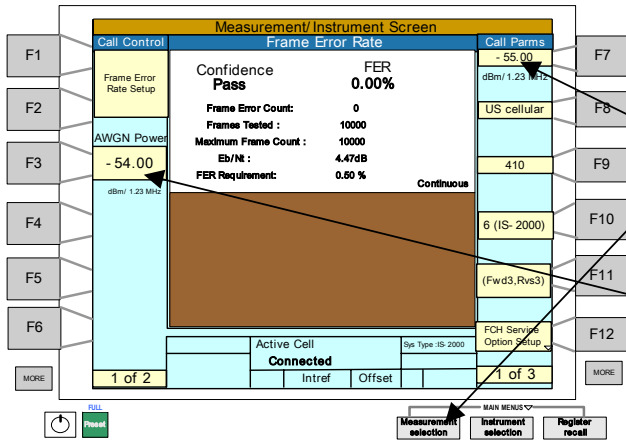 Measurement/Instrument Screen
Call Control
Frame Error Rate
Call Parms
F1
F2
F3
F4
F5
F6
MORE
Frame Error
Rate Setup
AWGN Power
- 54.00
dBm/ 1.23 MHz
1 of 2
Confidence
Pass
FER
0.00%
Frame Error Count: 0
Frames Tested : 10000
Maximum Frame Count : 10000
Eb/Nt : 4.47dB
FER Requirement: 0.50 %
Continuous
Active Cell
Sys Type :IS- 2000
Connected
Intref
Offset
- 55.00
dBm/ 1.23 MHz
US cellular
410
6 (IS- 2000)
(Fwd3,Rvs3)
FCH Service
Option Setup
1 of 3
F7
F8
F9
F10
F11
F12
MORE
FULL
Preset
MAIN MENUS
Measurement
selection
Instrument
selection
Register
recall